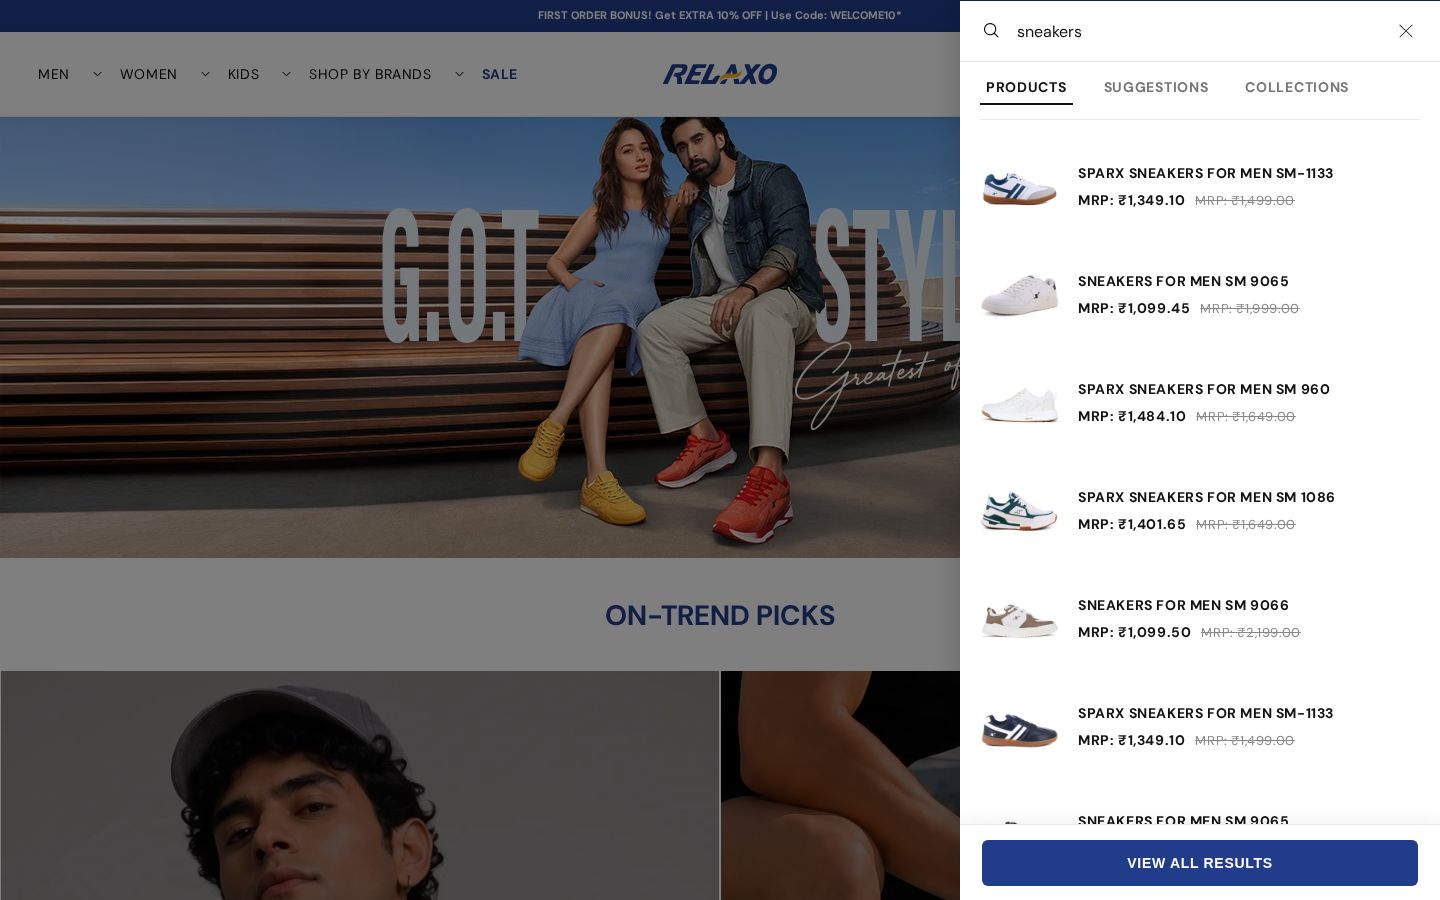 FIRST ORDER BONUS! Get EXTRA 10% OFF | Use Code: WELCOME10*
MEN
WOMEN
KIDS
SHOP BY BRANDS
SALE
RELAXO
G.O.T
STYL
Greatest of
ON-TREND PICKS
sneakers
PRODUCTS
SUGGESTIONS
COLLECTIONS
SPARX SNEAKERS FOR MEN SM-1133
MRP: ₹1,349.10 MRP: ₹1,499.00
SNEAKERS FOR MEN SM 9065
MRP: ₹1,099.45 MRP: ₹1,999.00
SPARX SNEAKERS FOR MEN SM 960
MRP: ₹1,484.10 MRP: ₹1,649.00
SPARX SNEAKERS FOR MEN SM 1086
MRP: ₹1,401.65 MRP: ₹1,649.00
SNEAKERS FOR MEN SM 9066
MRP: ₹1,099.50 MRP: ₹2,199.00
SPARX SNEAKERS FOR MEN SM-1133
MRP: ₹1,349.10 MRP: ₹1,499.00
SNEAKERS FOR MEN SM 9065
VIEW ALL RESULTS